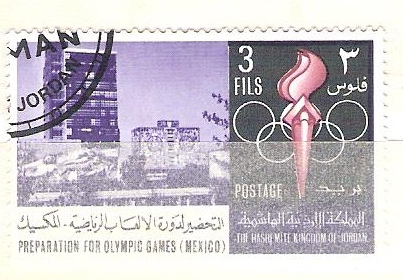 MAN
JORDAN
3 ٣
FILS فلوس
POSTAGE بريد
التحضير لدورة الالعاب الرياضية - المكسيك
PREPARATION FOR OLYMPIC GAMES (MEXICO)
المملكة الاردنية الهاشمية
THE HASHEMITE KINGDOM OF JORDAN